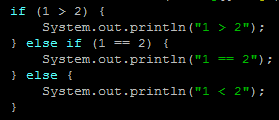 if (1 > 2) {
    System.out.println("1 > 2");
} else if (1 == 2) {
    System.out.println("1 == 2");
} else {
    System.out.println("1 < 2");
}